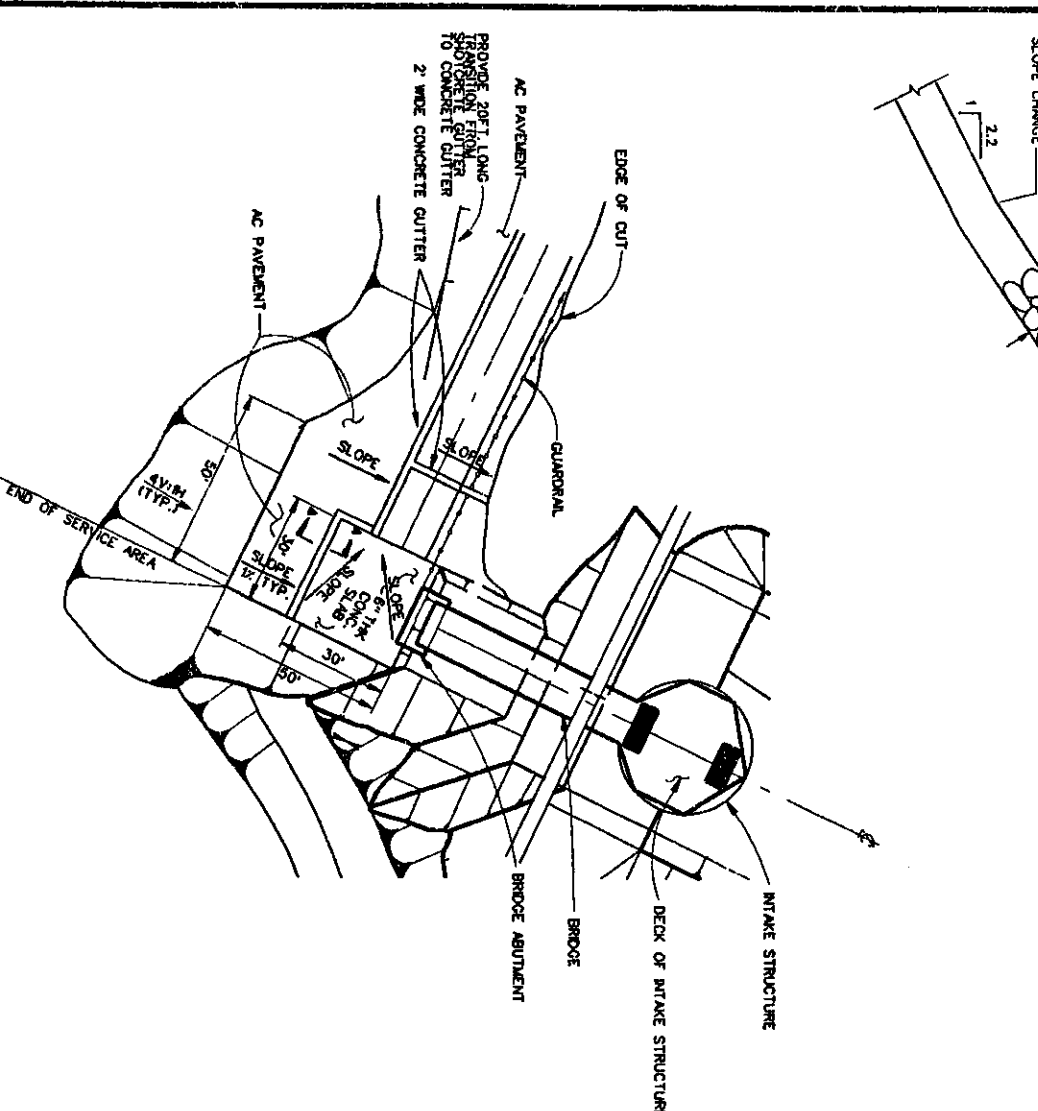 SLOPE CHANGE
1
2.2
PROVIDE 20FT. LONG
TRANSITION FROM
SHOTCRETE GUTTER
TO CONCRETE GUTTER
2' WIDE CONCRETE GUTTER
AC PAVEMENT
EDGE OF CUT
AC PAVEMENT
GUARDRAIL
SLOPE
SLOPE
50'
4V:1H
(TYP.)
END OF SERVICE AREA
30'
SLOPE
1% TYP.
SLOPE
6" THK
CONC.
SLAB
SLOPE
30'
50'
BRIDGE ABUTMENT
BRIDGE
DECK OF INTAKE STRUCTURE
INTAKE STRUCTURE